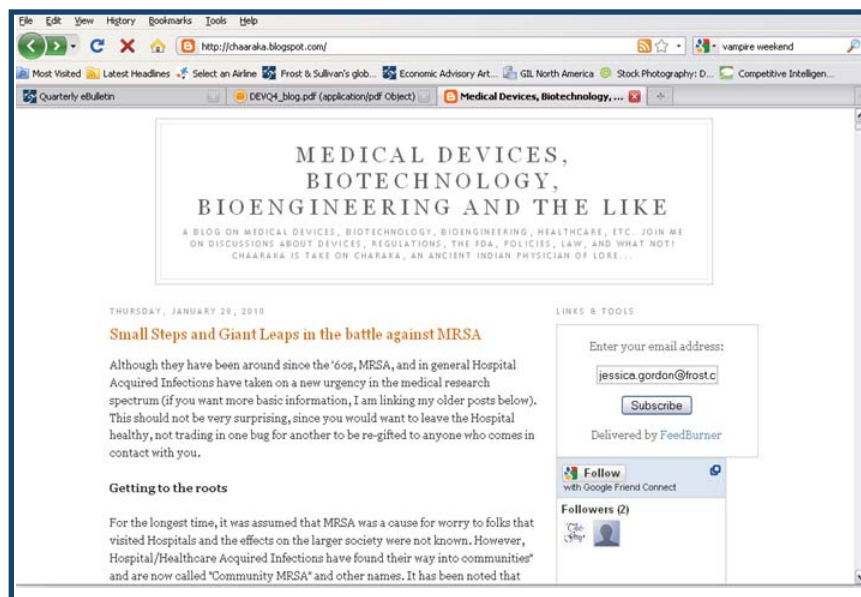 File Edit View History Bookmarks Tools Help
http://chaaraka.blogspot.com/ vampire weekend
Most Visited Latest Headlines Select an Airline Frost & Sullivan's glob... Economic Advisory Art... GIL North America Stock Photography: D... Competitive Intelligen...
Quarterly eBulletin DEVQ4_blog.pdf (application/pdf Object) Medical Devices, Biotechnology, ...
MEDICAL DEVICES,
BIOTECHNOLOGY,
BIOENGINEERING AND THE LIKE
A BLOG ON MEDICAL DEVICES, BIOTECHNOLOGY, BIOENGINEERING, HEALTHCARE, ETC. JOIN ME
ON DISCUSSIONS ABOUT DEVICES, REGULATIONS, THE FDA, POLICIES, LAW, AND WHAT NOT!
CHAARAKA IS TAKE ON CHARAKA, AN ANCIENT INDIAN PHYSICIAN OF LORE...
THURSDAY, JANUARY 28, 2010
Small Steps and Giant Leaps in the battle against MRSA
Although they have been around since the '60s, MRSA, and in general Hospital
Acquired Infections have taken on a new urgency in the medical research
spectrum (if you want more basic information, I am linking my older posts below).
This should not be very surprising, since you would want to leave the Hospital
healthy, not trading in one bug for another to be re-gifted to anyone who comes in
contact with you.
Getting to the roots
For the longest time, it was assumed that MRSA was a cause for worry to folks that
visited Hospitals and the effects on the larger society were not known. However,
Hospital/Healthcare Acquired Infections have found their way into communities"
and are now called "Community MRSA" and other names. It has been noted that
LINKS & TOOLS
Enter your email address:
jessica.gordon@frost.c
Subscribe
Delivered by FeedBurner
Follow
with Google Friend Connect
Followers (2)